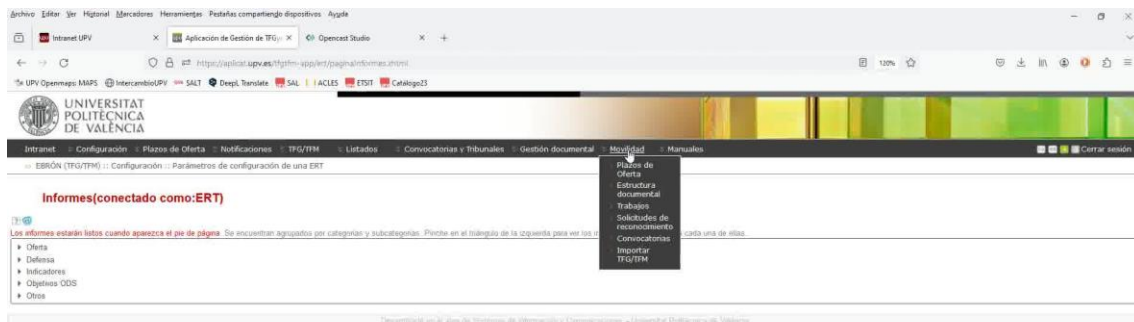 Archivo Editar Ver Historial Marcadores Herramientas Pestañas compartiendo dispositivos Ayuda
Intranet UPV × Aplicación de Gestión de TFG × Opencast Studio × +
https://aplicat.upv.es/tfgtfm-app/ert/paginaInformes.xhtml 120%
UPV Openmaps: MAPS IntercambioUPV SALT DeepL Translate SAL ACLES ETSIT Catálogo23
UNIVERSITAT
POLITÈCNICA
DE VALÈNCIA
Intranet Configuración Plazos de Oferta Notificaciones TFG/TFM Listados Convocatorias y Tribunales Gestión documental Movilidad Manuales Cerrar sesión
EBRÓN (TFG/TFM) :: Configuración :: Parámetros de configuración de una ERT
Plazos de
Oferta
Estructura
documental
Trabajos
Solicitudes de
reconocimiento
Convocatorias
Importar
TFG/TFM
Informes(conectado como:ERT)
Los informes estarán listos cuando aparezca el pie de página. Se encuentran agrupados por categorías y subcategorías. Pinche en el triángulo de la izquierda para ver los cada una de ellas.
Oferta
Defensa
Indicadores
Objetivos ODS
Otros